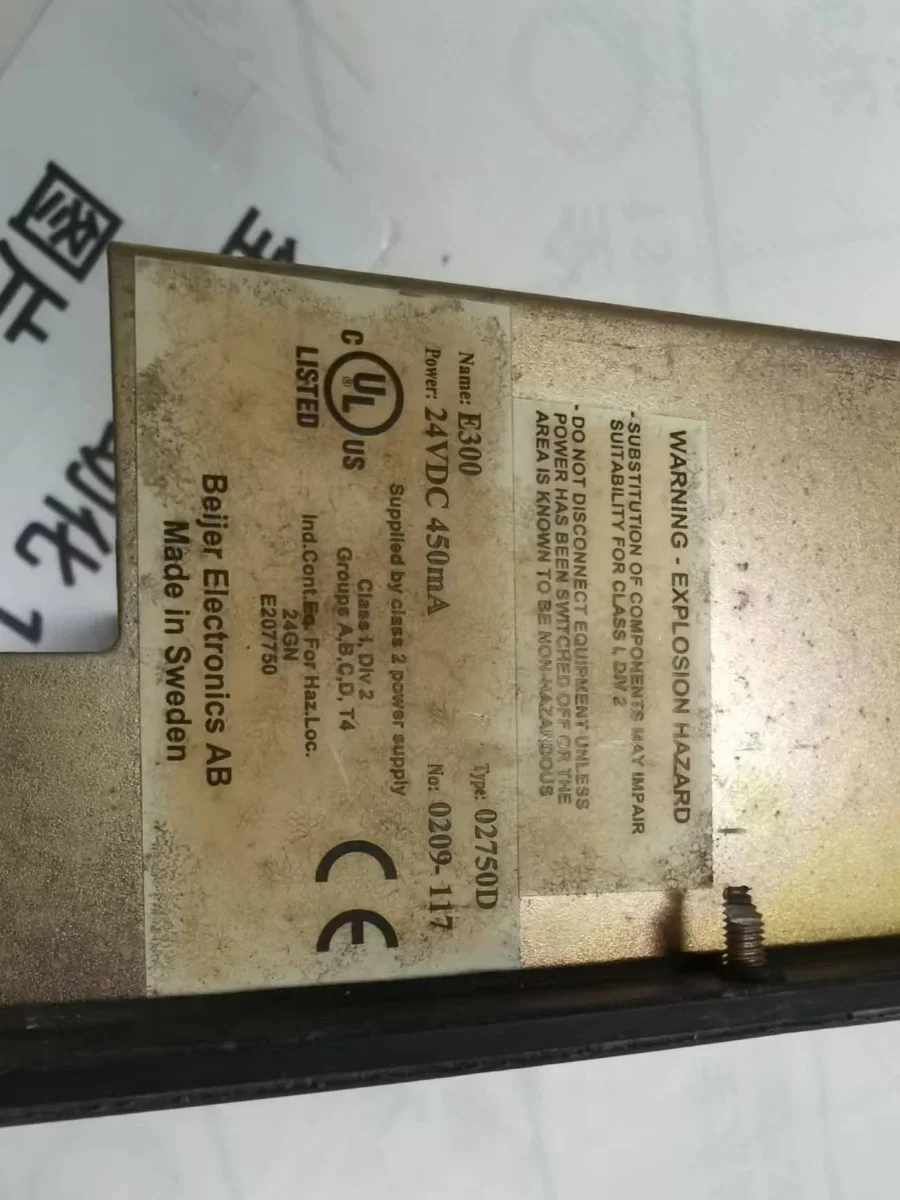 WARNING - EXPLOSION HAZARD
- SUBSTITUTION OF COMPONENTS MAY IMPAIR
SUITABILITY FOR CLASS I, DIV 2
- DO NOT DISCONNECT EQUIPMENT UNLESS
POWER HAS BEEN SWITCHED OFF OR THE
AREA IS KNOWN TO BE NON-HAZARDOUS
Name: E300 Type: 02750D
Power: 24VDC 450mA No: 0209-117
Supplied by class 2 power supply
C UL ® US
LISTED
Class I, Div 2
Groups A,B,C,D, T4
Ind.Cont.Eq. For Haz.Loc.
24GN
E207750
CE
Beijer Electronics AB
Made in Sweden